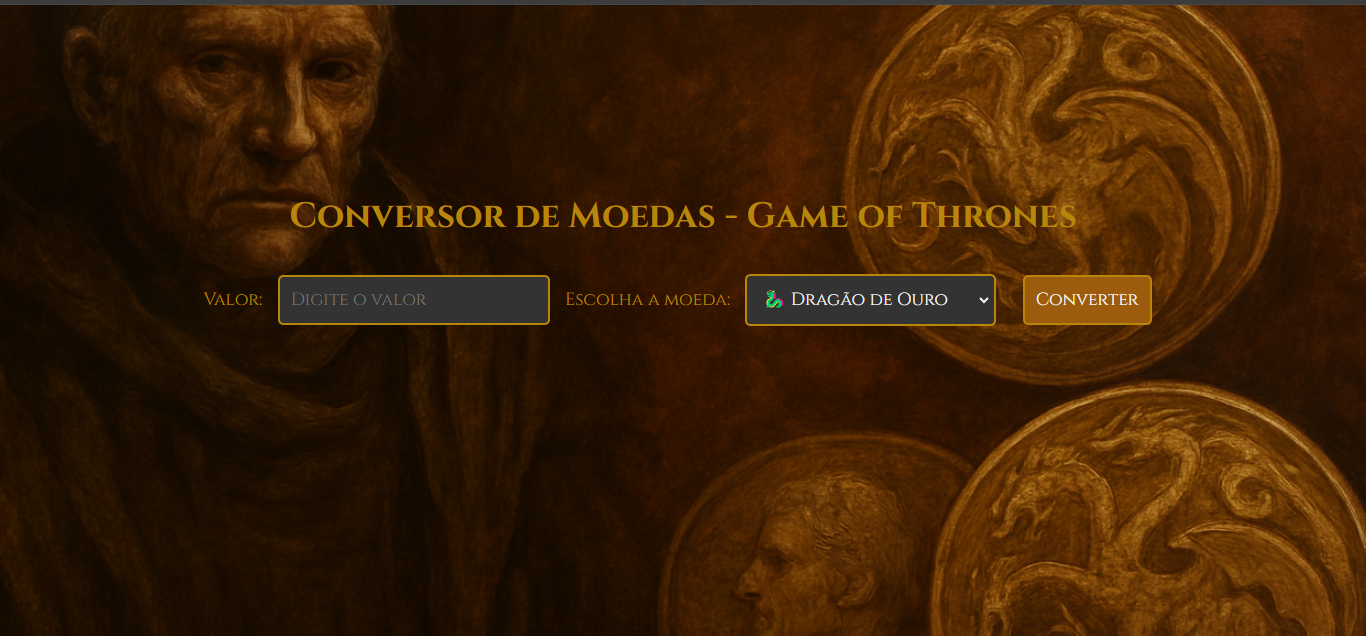 Conversor de Moedas - Game of Thrones
Valor: Digite o valor Escolha a moeda: 🐉 Dragão de Ouro Converter